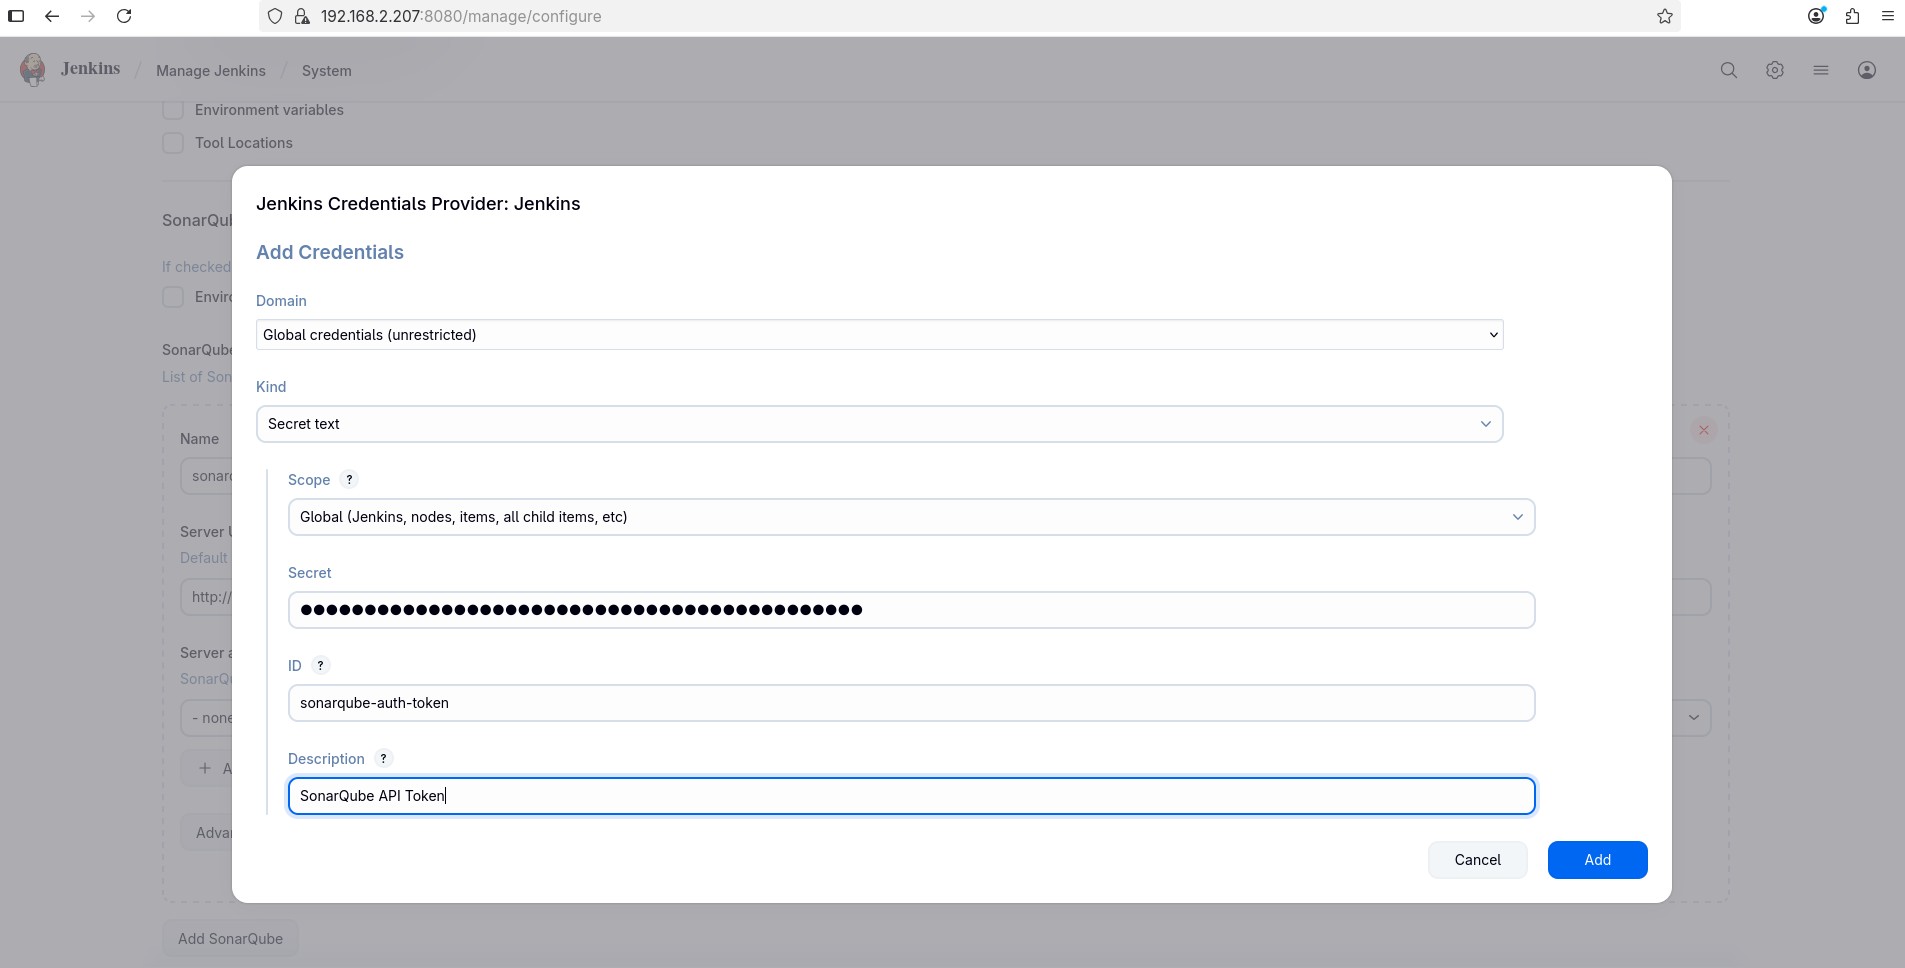 192.168.2.207:8080/manage/configure
Jenkins / Manage Jenkins / System
Environment variables
Tool Locations
Jenkins Credentials Provider: Jenkins
SonarQub
Add Credentials
If checked
Enviro
Domain
Global credentials (unrestricted)
SonarQube
List of Son
Kind
Secret text
Name
sonarq
Scope ?
Global (Jenkins, nodes, items, all child items, etc)
Server U
Default
Secret
●●●●●●●●●●●●●●●●●●●●●●●●●●●●●●●●●●●●●●●●●●●●
http://
Server a
SonarQu
ID ?
sonarqube-auth-token
- none
Description ?
+ A
SonarQube API Token
Advan
Cancel
Add
Add SonarQube